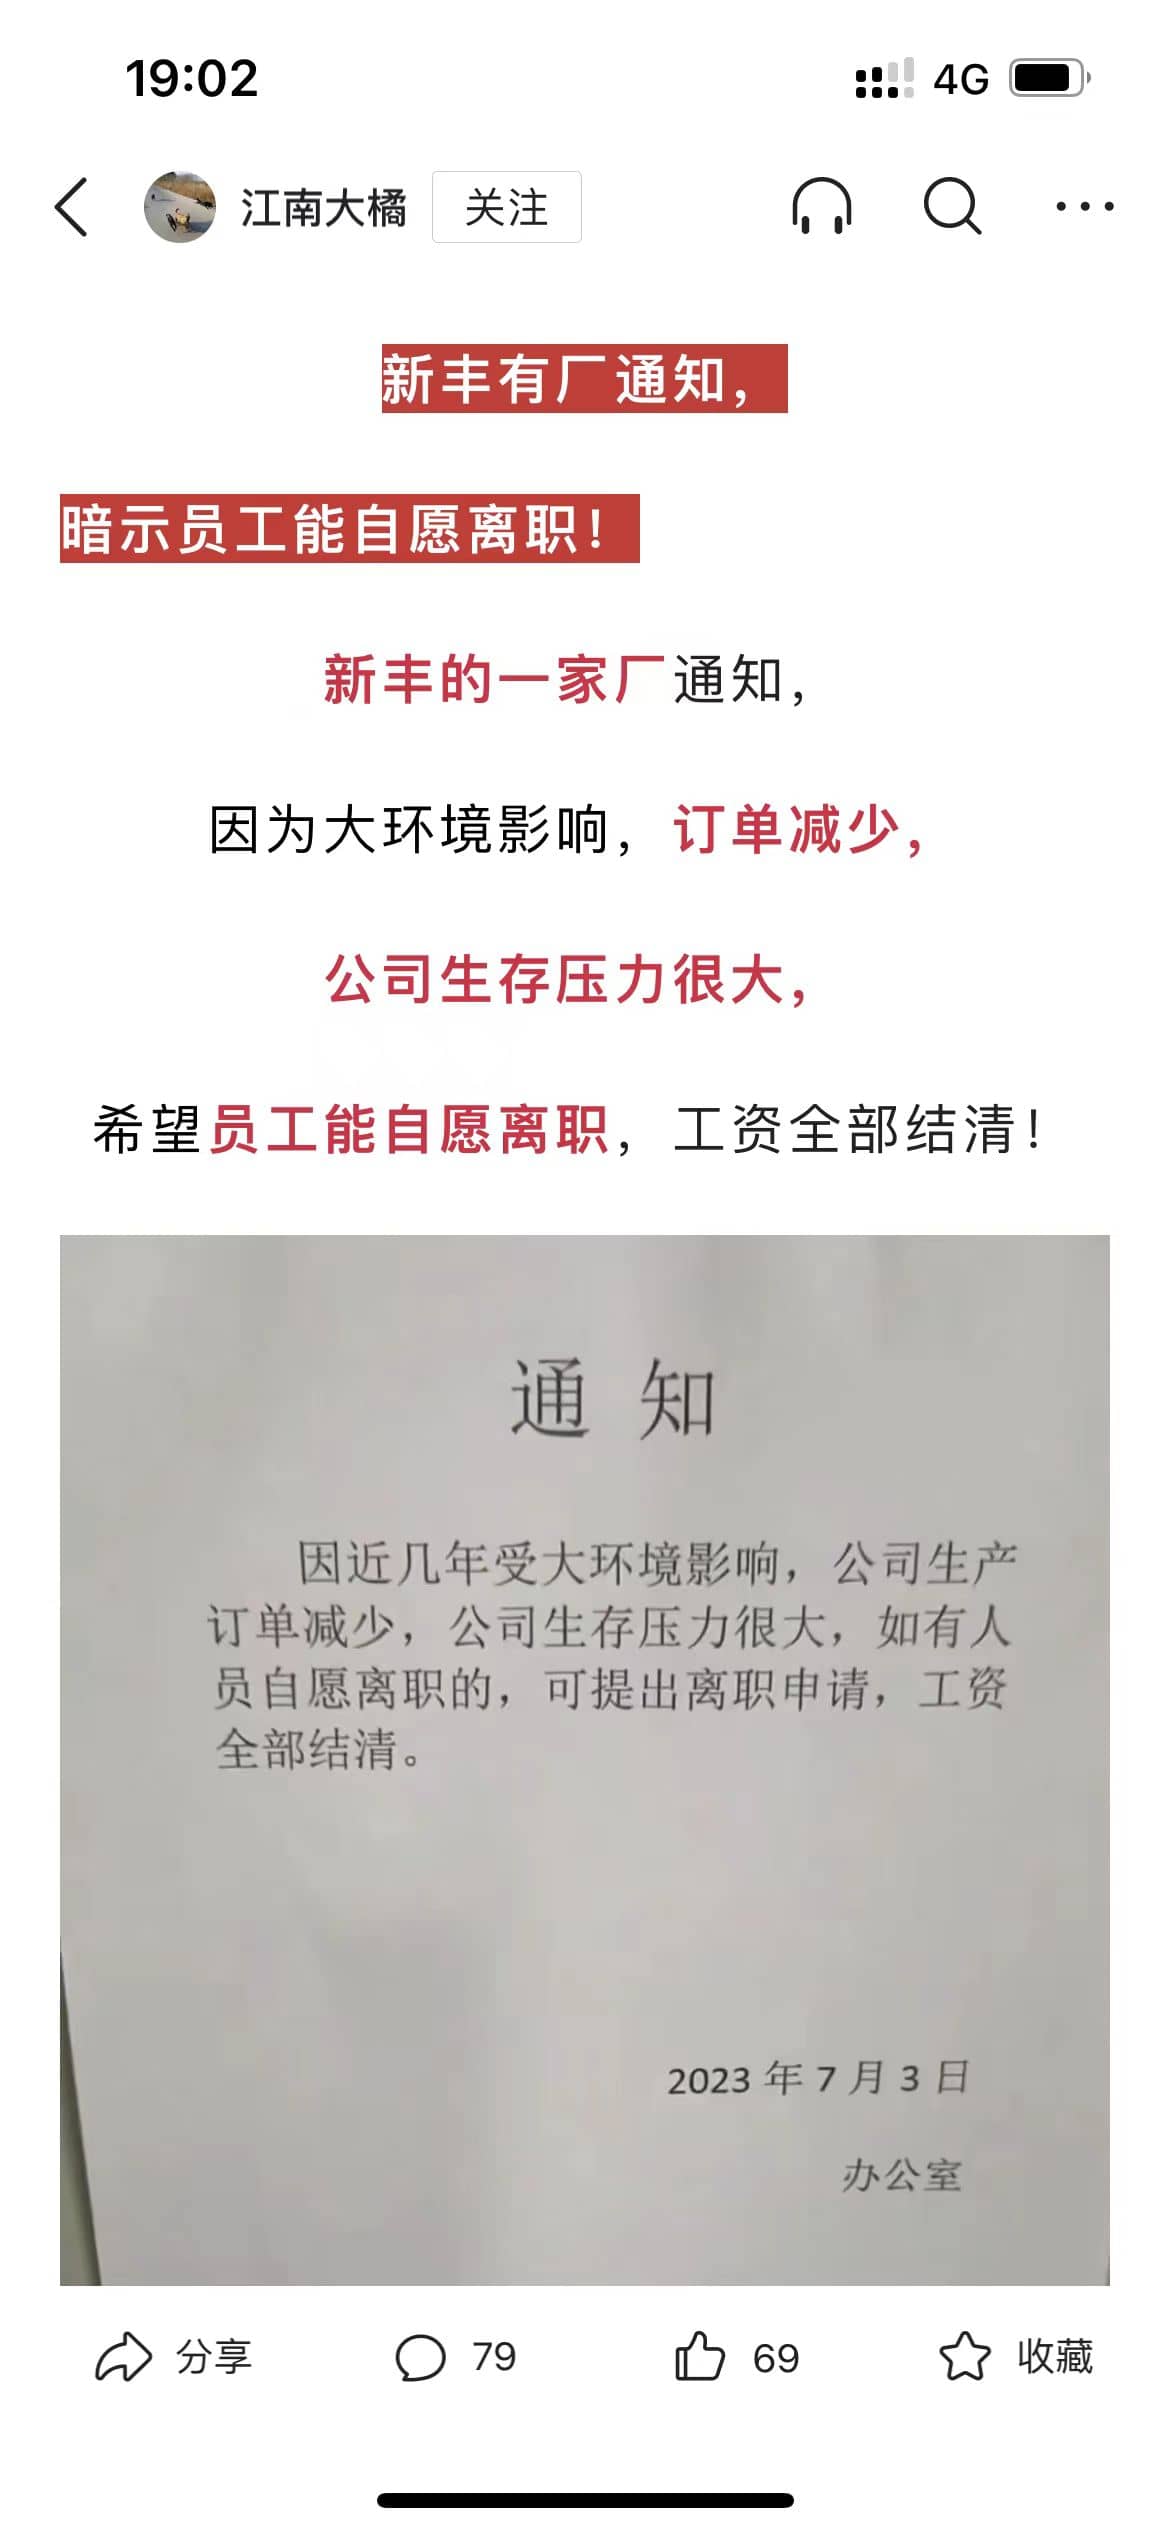 19:02
4G
江南大橘
关注
新丰有厂通知，
暗示员工能自愿离职！
新丰的一家厂通知，
因为大环境影响，订单减少，
公司生存压力很大，
希望员工能自愿离职，工资全部结清！
通 知
因近几年受大环境影响，公司生产
订单减少，公司生存压力很大，如有人
员自愿离职的，可提出离职申请，工资
全部结清。
2023 年 7 月 3 日
办公室
分享
79
69
收藏